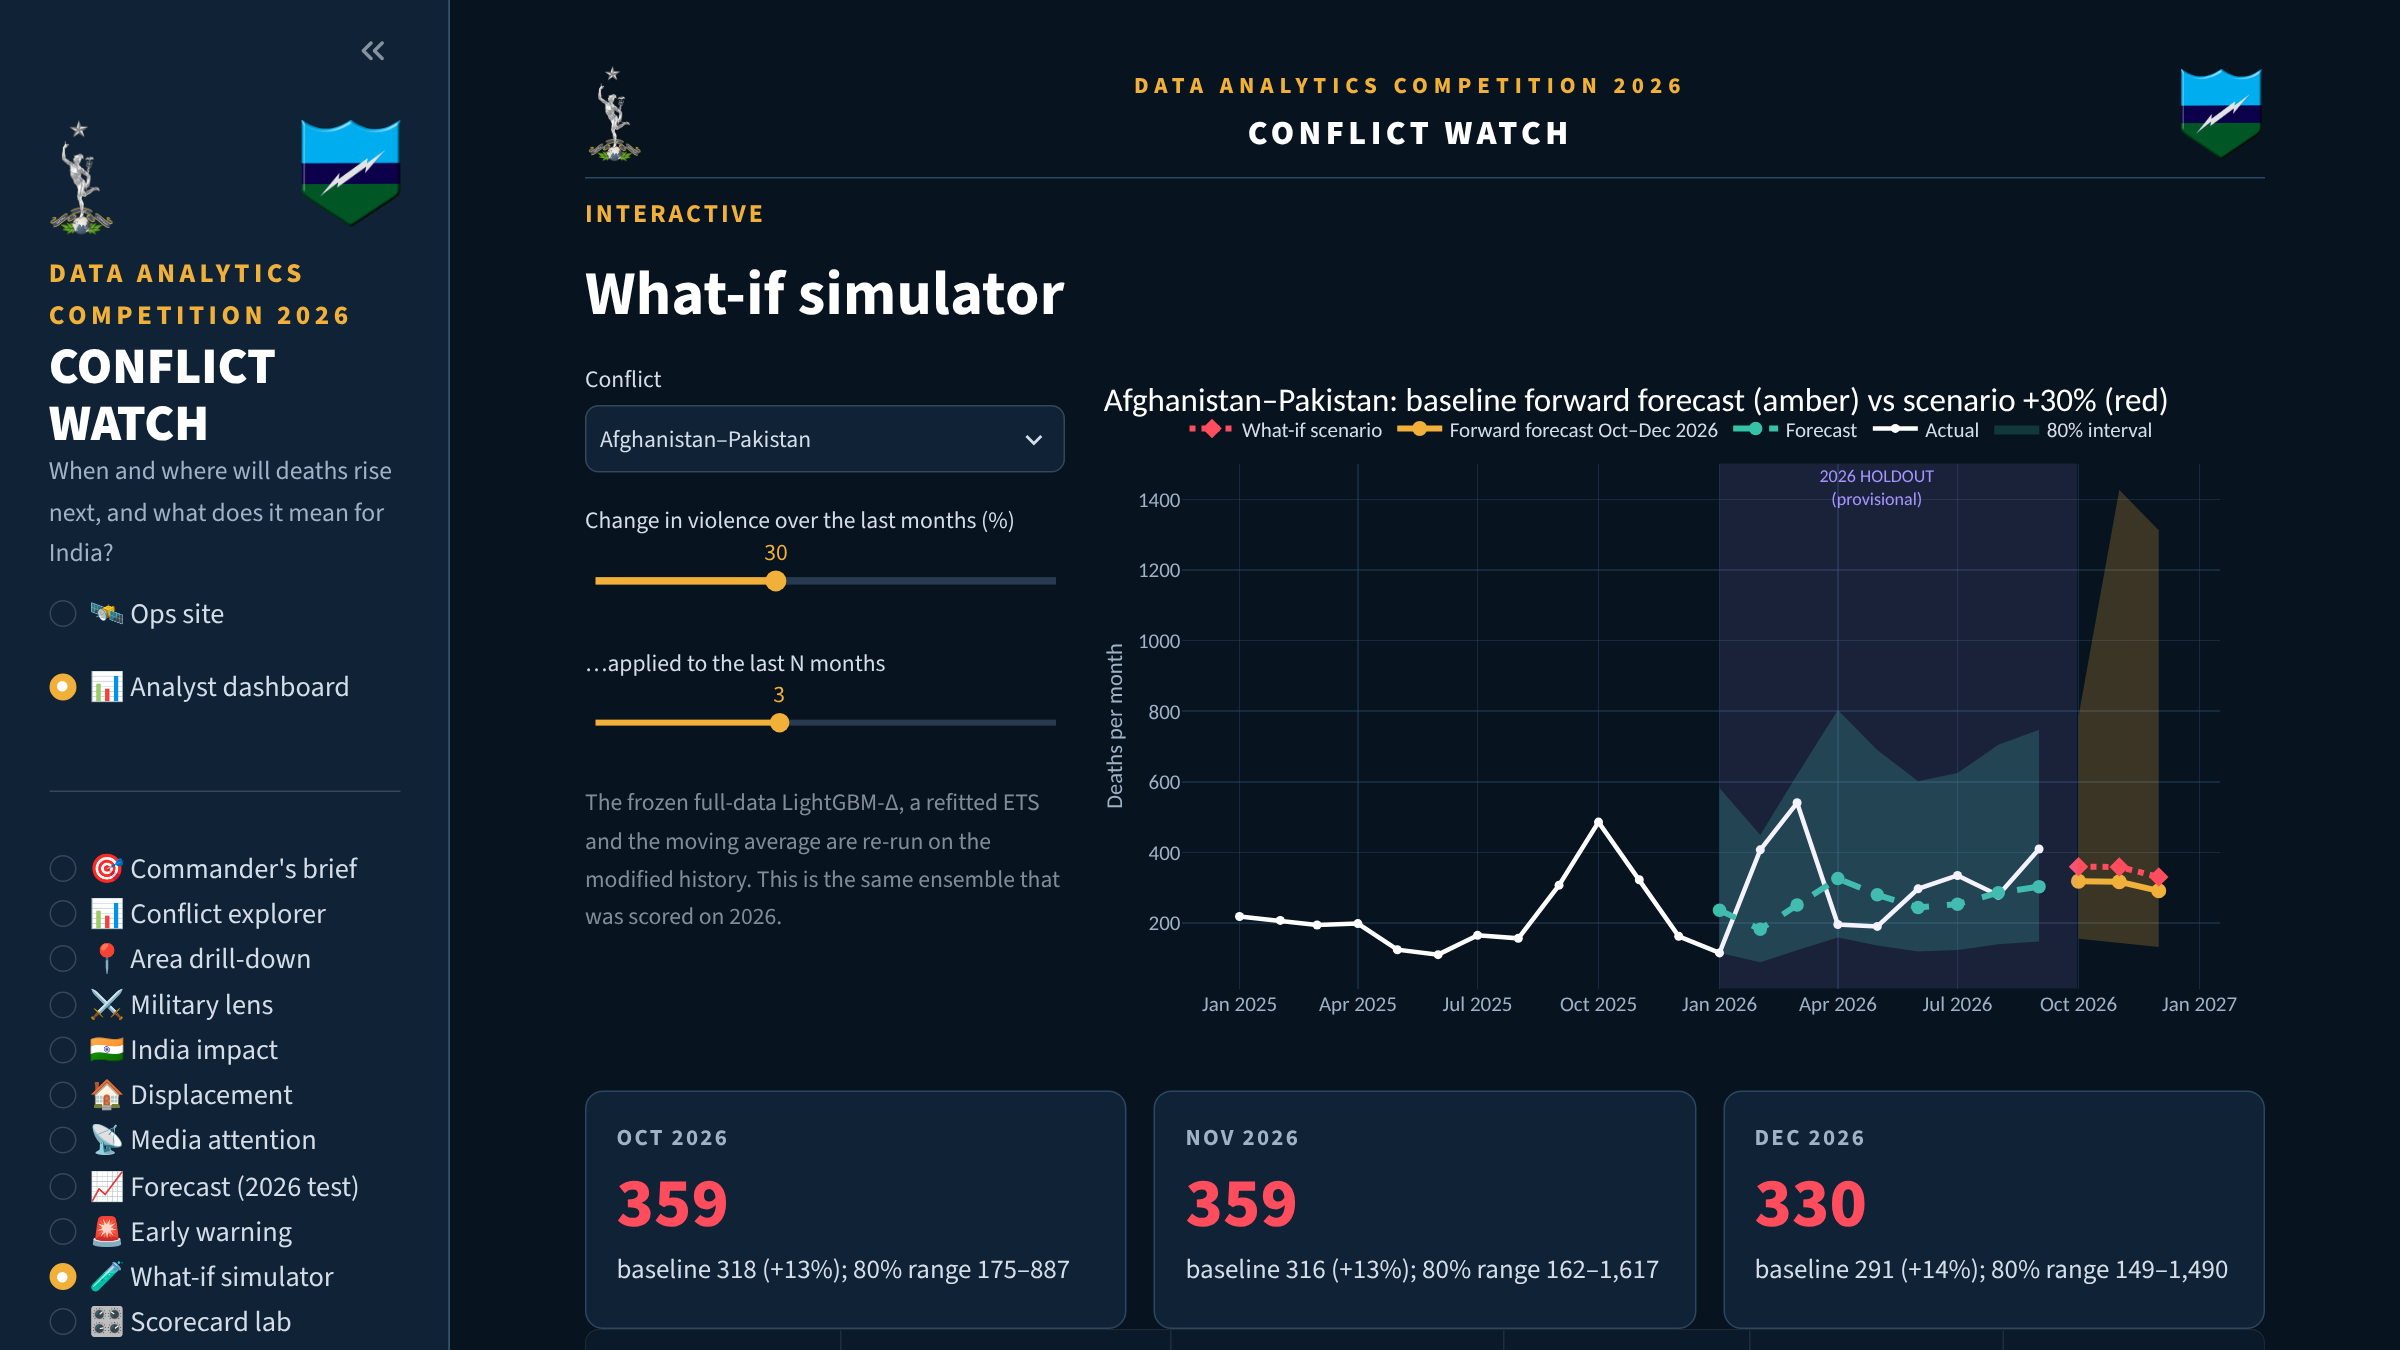 DATA ANALYTICS
COMPETITION 2026
CONFLICT
WATCH
When and where will deaths rise
next, and what does it mean for
India?
Ops site
Analyst dashboard
Commander's brief
Conflict explorer
Area drill-down
Military lens
India impact
Displacement
Media attention
Forecast (2026 test)
Early warning
What-if simulator
Scorecard lab
DATA ANALYTICS COMPETITION 2026
CONFLICT WATCH
INTERACTIVE
What-if simulator
Conflict
Afghanistan–Pakistan
Change in violence over the last months (%)
30
…applied to the last N months
3
The frozen full-data LightGBM-Δ, a refitted ETS
and the moving average are re-run on the
modified history. This is the same ensemble that
was scored on 2026.
Afghanistan–Pakistan: baseline forward forecast (amber) vs scenario +30% (red)
What-if scenario Forward forecast Oct–Dec 2026 Forecast Actual 80% interval
2026 HOLDOUT
(provisional)
Deaths per month
1400
1200
1000
800
600
400
200
Jan 2025 Apr 2025 Jul 2025 Oct 2025 Jan 2026 Apr 2026 Jul 2026 Oct 2026 Jan 2027
OCT 2026
359
baseline 318 (+13%); 80% range 175–887
NOV 2026
359
baseline 316 (+13%); 80% range 162–1,617
DEC 2026
330
baseline 291 (+14%); 80% range 149–1,490